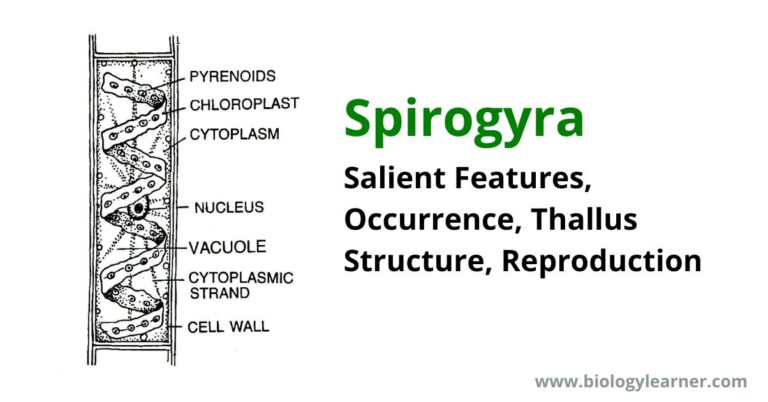 PYRENOIDS
CHLOROPLAST
CYTOPLASM
NUCLEUS
VACUOLE
CYTOPLASMIC
STRAND
CELL WALL
Spirogyra
Salient Features,
Occurrence, Thallus
Structure, Reproduction
www.biologylearner.com